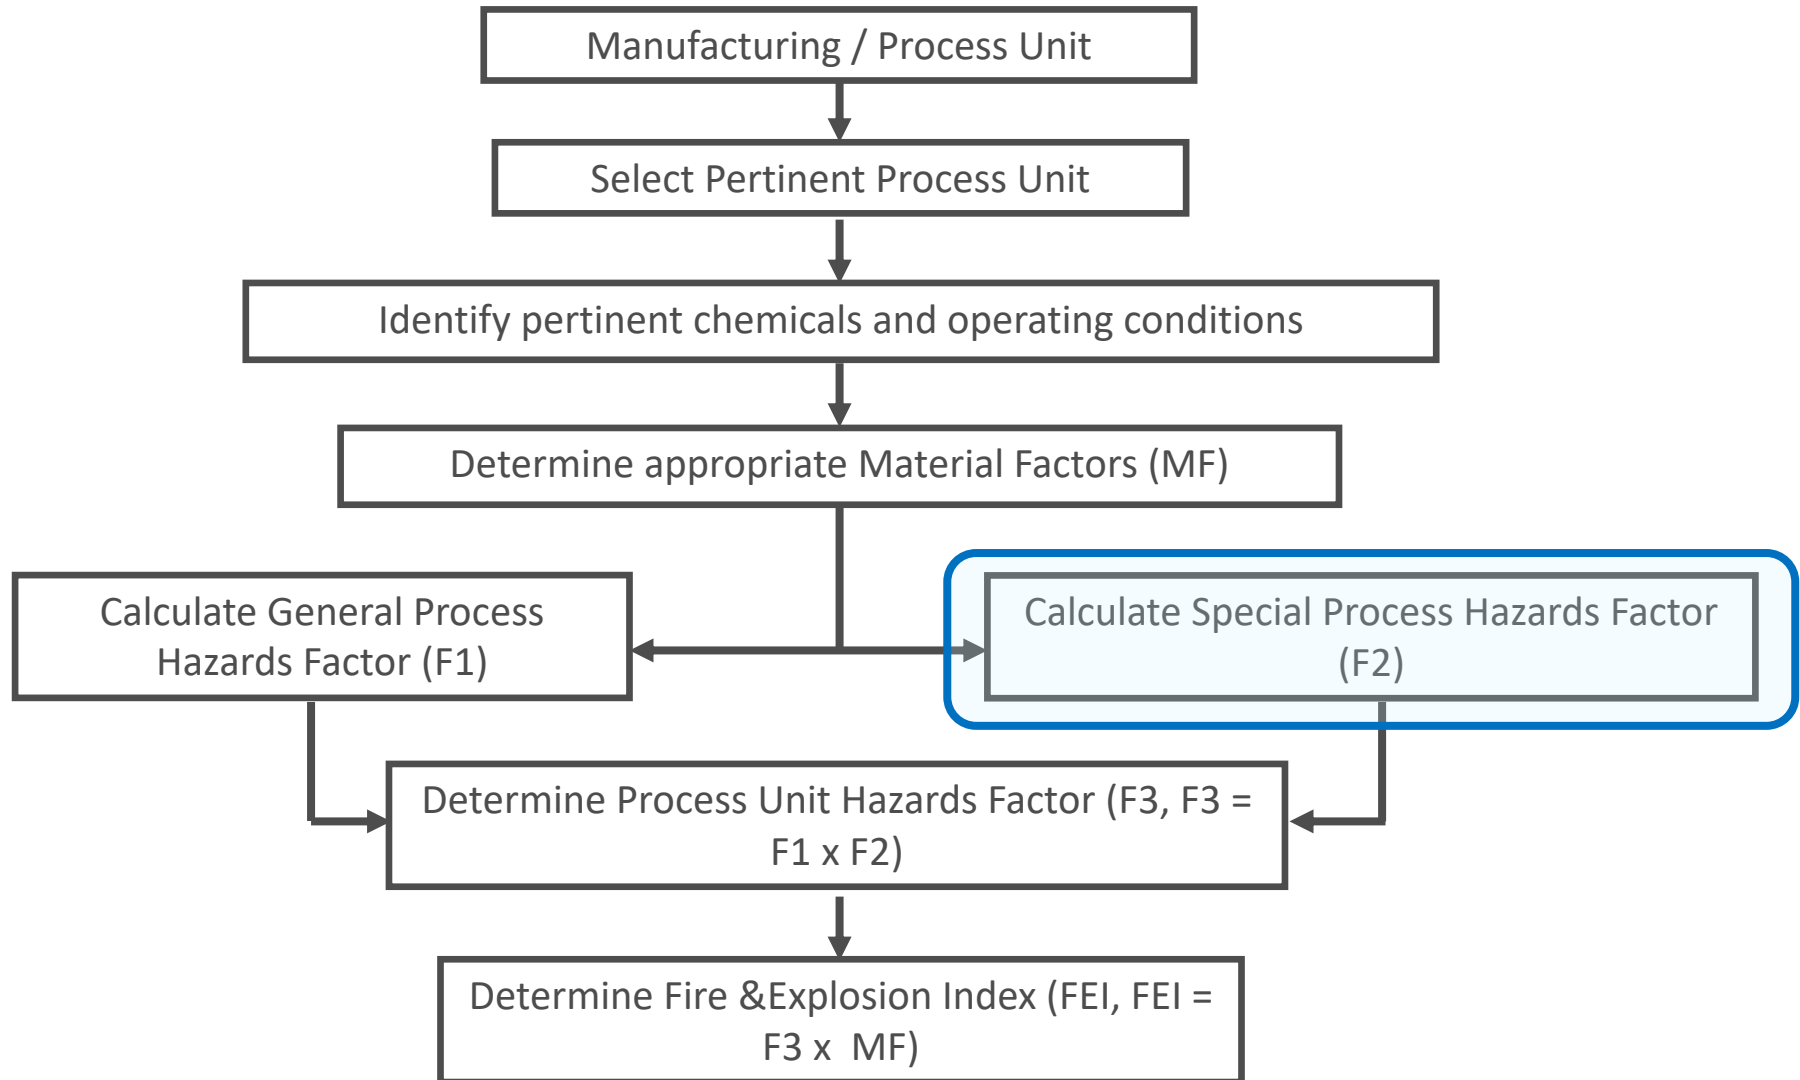 Manufacturing / Process Unit
Select Pertinent Process Unit
Identify pertinent chemicals and operating conditions
Determine appropriate Material Factors (MF)
Calculate General Process
Hazards Factor (F1)
Calculate Special Process Hazards Factor
(F2)
Determine Process Unit Hazards Factor (F3, F3 =
F1 x F2)
Determine Fire &Explosion Index (FEI, FEI =
F3 x  MF)